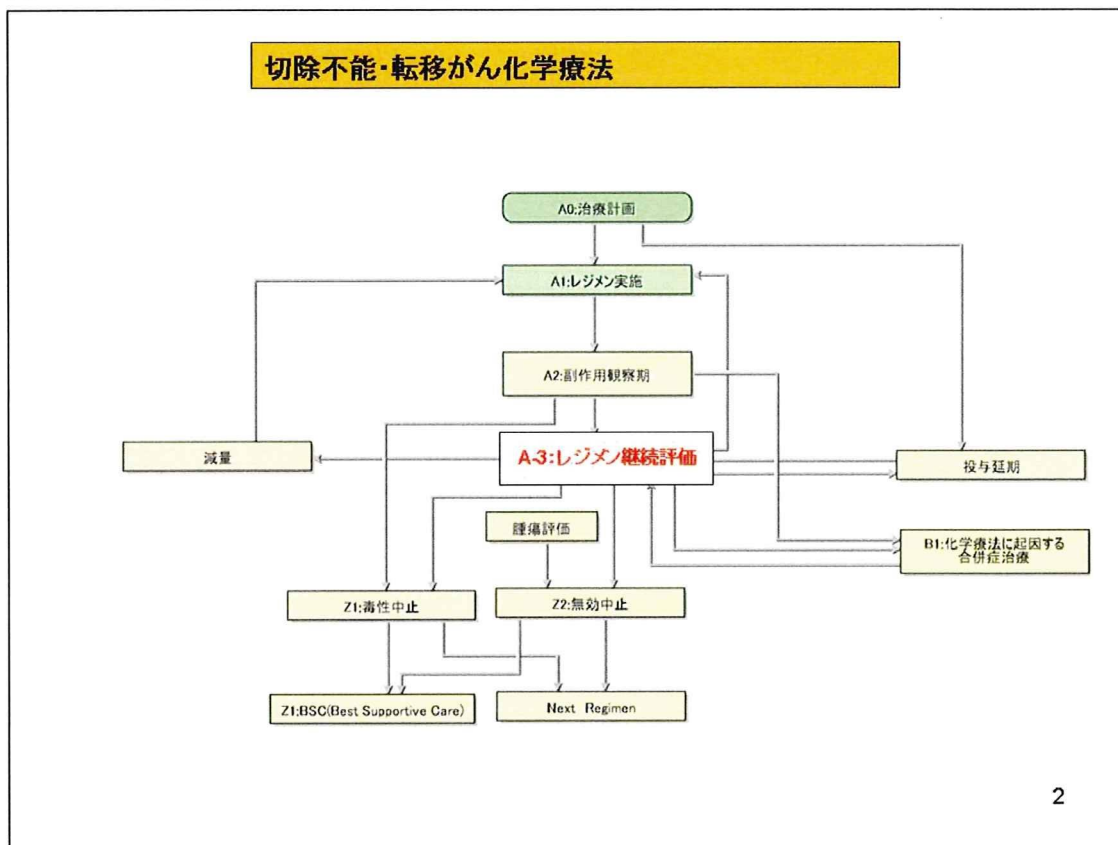 切除不能・転移がん化学療法
A0:治療計画
A1:レジメン実施
A2:副作用観察期
減量
A-3:レジメン継続評価
投与延期
腫瘍評価
B1:化学療法に起因する
合併症治療
Z1:毒性中止
Z2:無効中止
Z1:BSC(Best Supportive Care)
Next Regimen
2